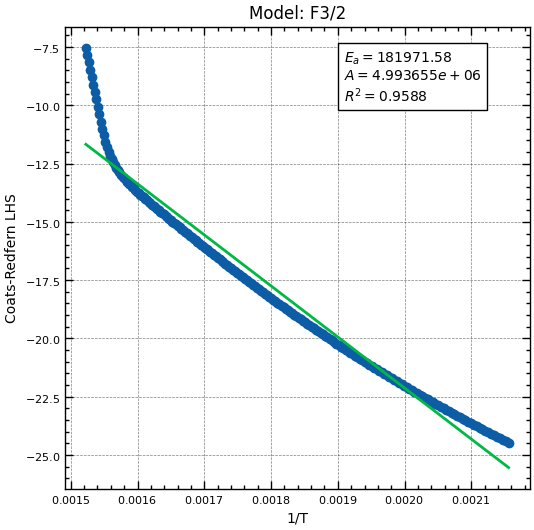 Model: F3/2
E_a = 181971.58
A = 4.993655e + 06
R^2 = 0.9588
−7.5
−10.0
−12.5
−15.0
−17.5
−20.0
−22.5
−25.0
Coats-Redfern LHS
0.0015 0.0016 0.0017 0.0018 0.0019 0.0020 0.0021
1/T